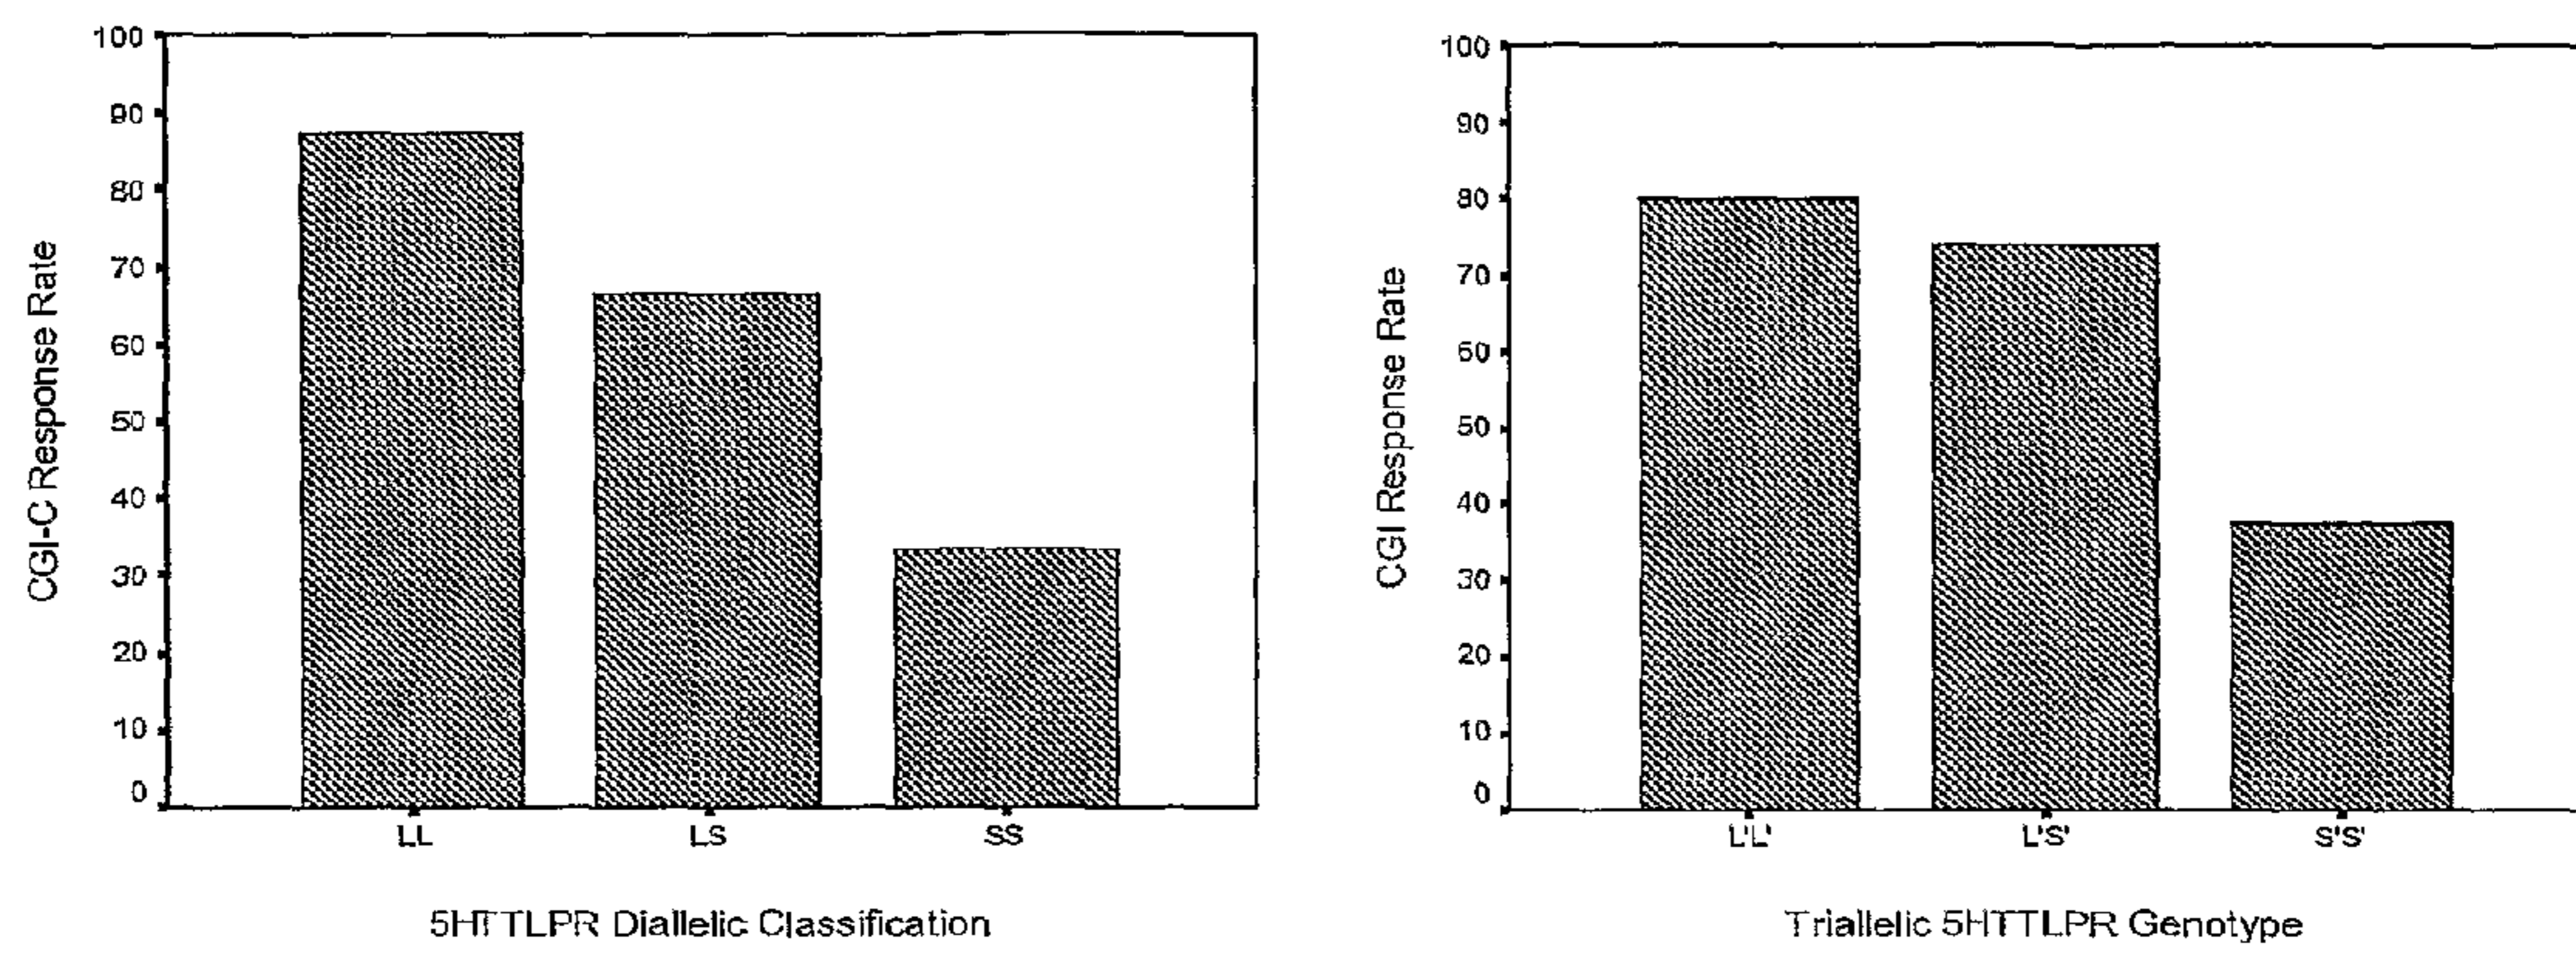 CGI-C Response Rate
100
90
80
70
60
50
40
30
20
10
0
LL
LS
SS
5HTTLPR Diallelic Classification
CGI Response Rate
100
90
80
70
60
50
40
30
20
10
0
L'L'
L'S'
S'S'
Triallelic 5HTTLPR Genotype